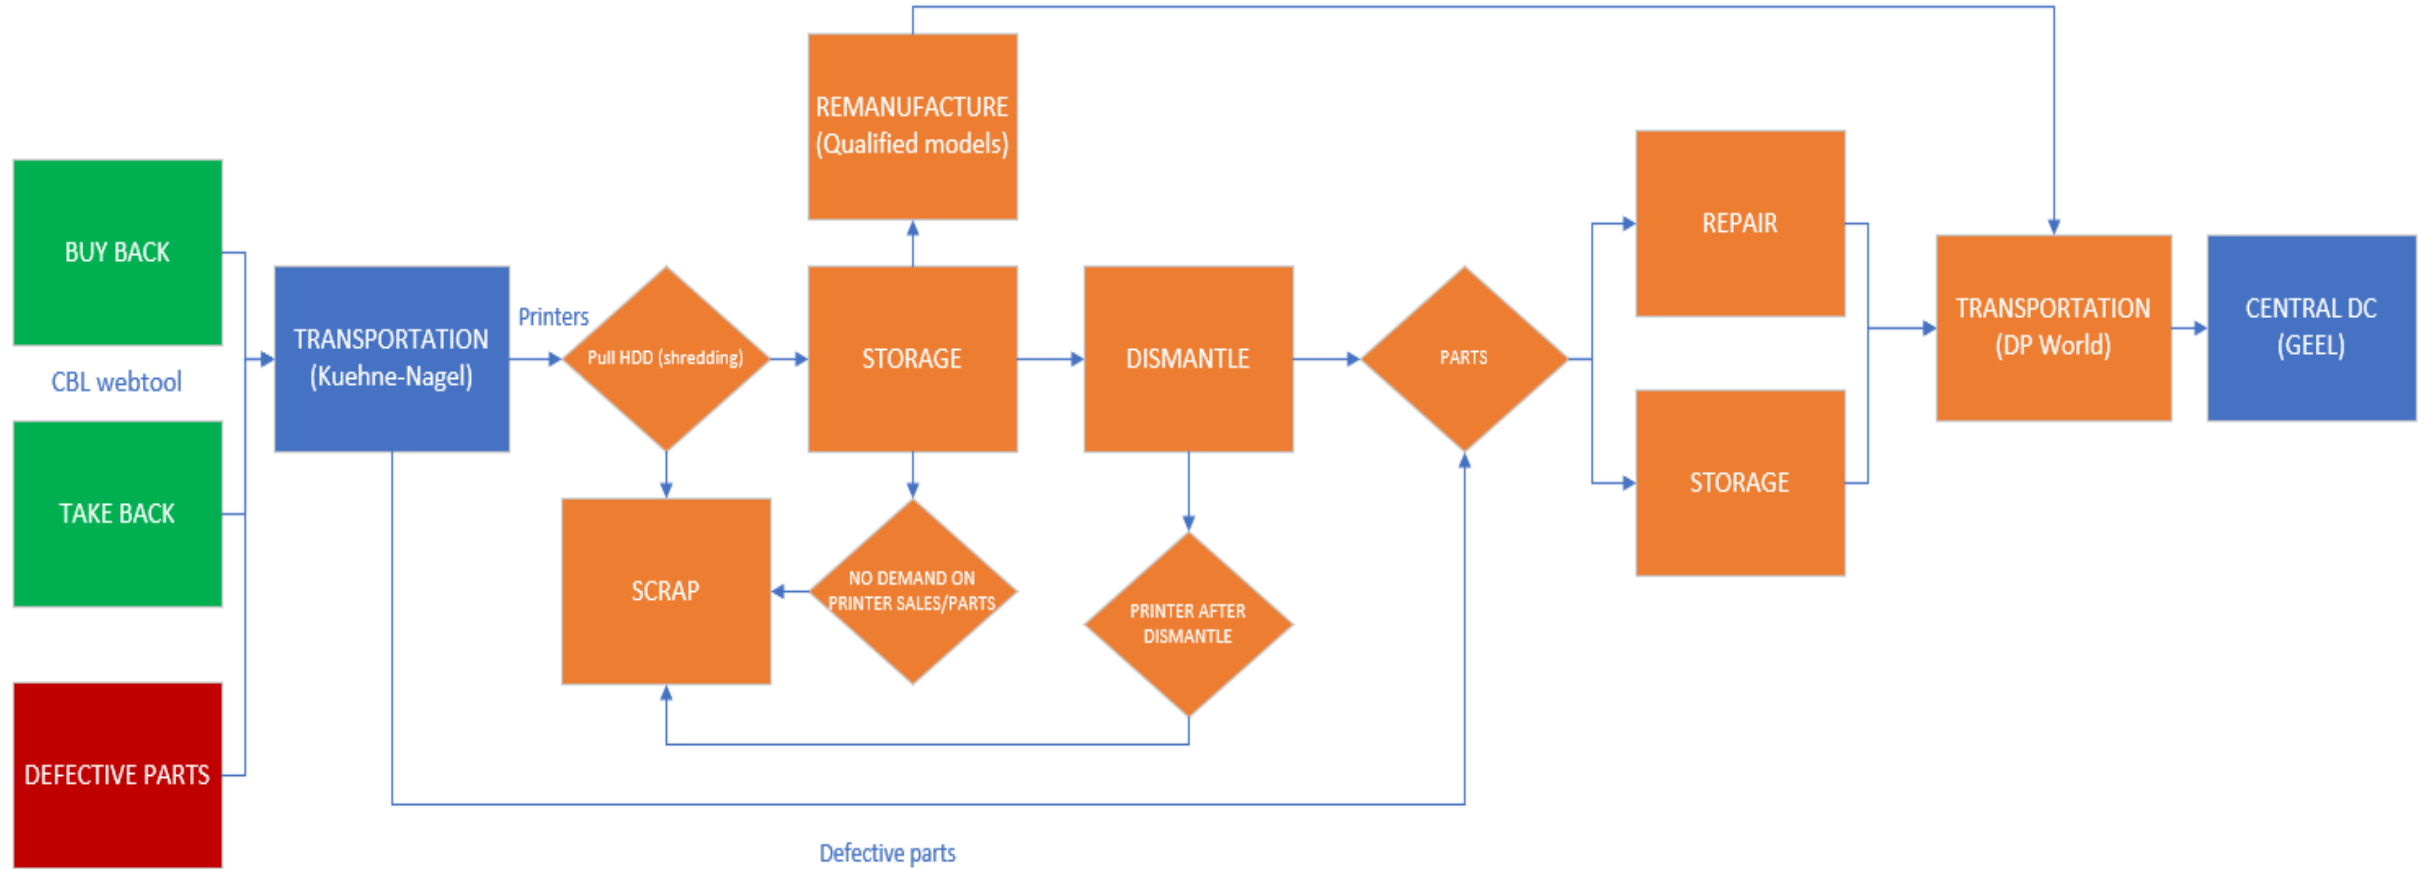 REMANUFACTURE
(Qualified models)
BUY BACK
CBL webtool
TAKE BACK
DEFECTIVE PARTS
TRANSPORTATION
(Kuehne-Nagel)
Printers
Pull HDD (shredding)
STORAGE
DISMANTLE
PARTS
REPAIR
STORAGE
TRANSPORTATION
(DP World)
CENTRAL DC
(GEEL)
SCRAP
NO DEMAND ON
PRINTER SALES/PARTS
PRINTER AFTER
DISMANTLE
Defective parts